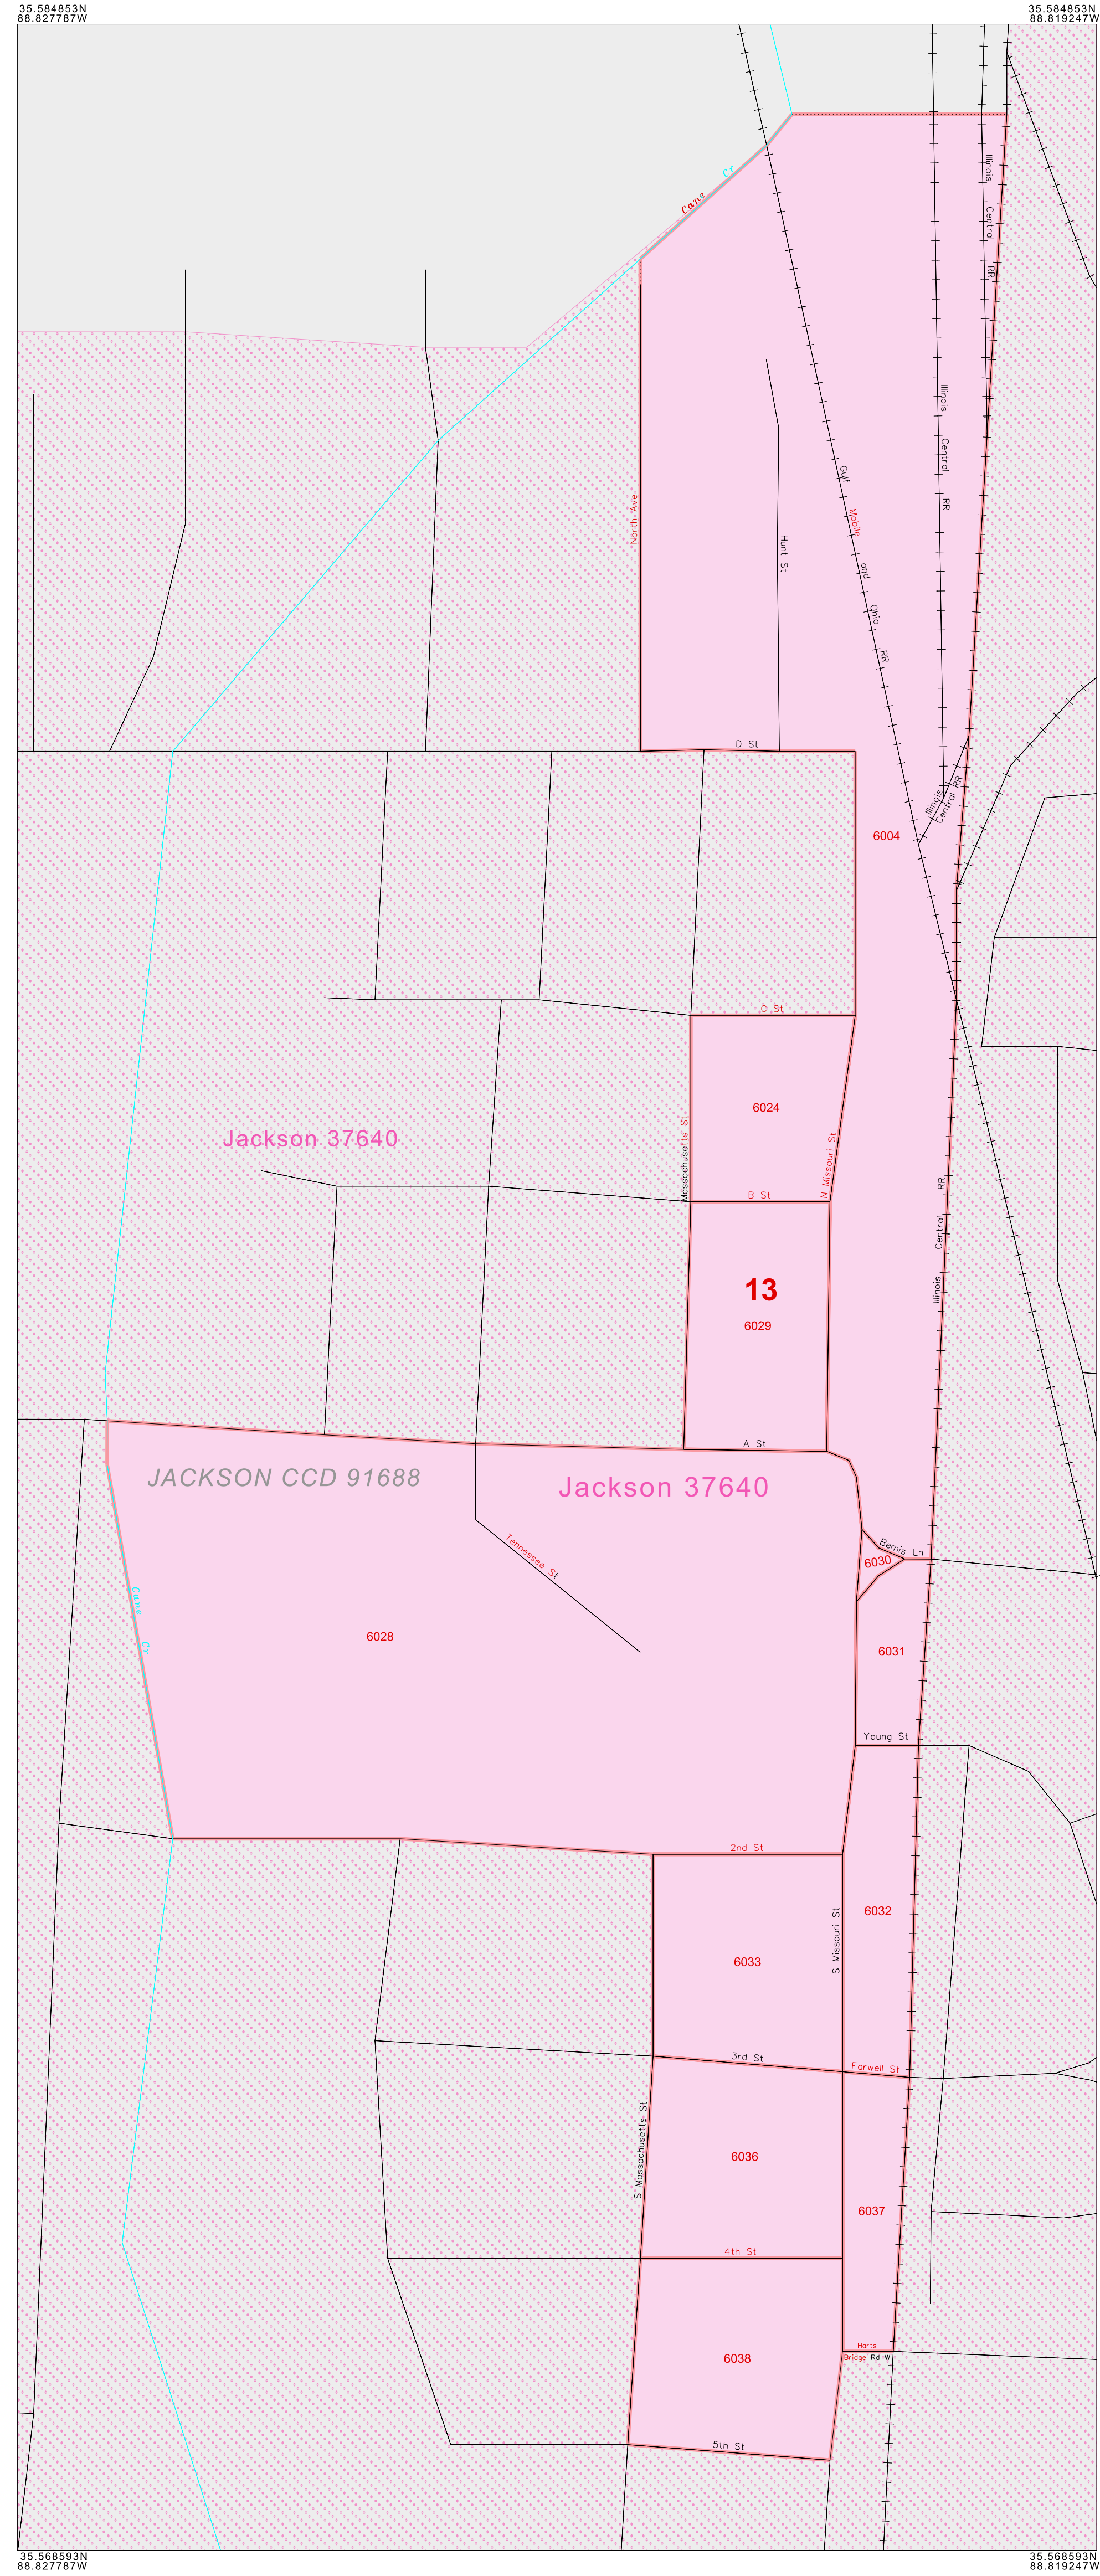 35.584853N
88.827787W
35.584853N
88.819247W
Cane Cr
Illinois Central RR
Illinois Central RR
Gulf Mobile and Ohio RR
North Ave
Hunt St
D St
Illinois
Central RR
6004
C St
6024
Jackson 37640
Massachusetts St
N Missouri St
B St
Illinois Central RR
13
6029
A St
JACKSON CCD 91688
Jackson 37640
Tennessee St
Bemis Ln
6030
Cane Cr
6028
6031
Young St
2nd St
6032
S Missouri St
6033
3rd St
Farwell St
S Massachusetts St
6036
6037
4th St
Harts
Bridge Rd W
6038
5th St
35.568593N
88.827787W
35.568593N
88.819247W